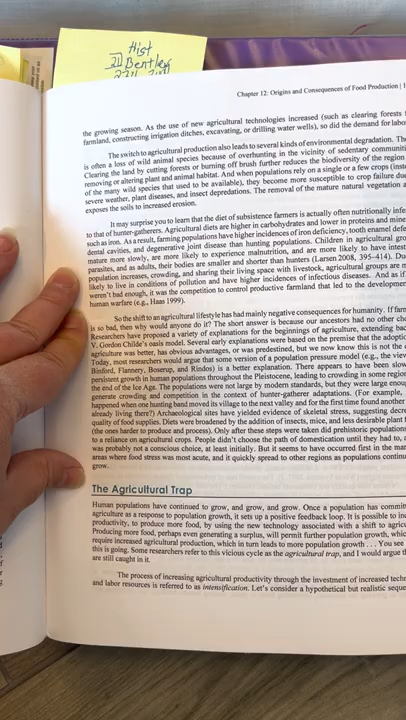 Hist
Bentley
Chapter 12: Origins and Consequences of Food Production |
the growing season. As the use of new agricultural technologies increased (such as clearing forests
farmland, constructing irrigation ditches, excavating, or drilling water wells), so did the demand for labo
The switch to agricultural production also leads to several kinds of environmental degradation. The
is often a loss of wild animal species because of overhunting in the vicinity of sedentary communiti
Clearing the land by cutting forests or burning off brush further reduces the biodiversity of the region
removing or altering plant and animal habitat. And when populations rely on a single or a few crops (inst
of the many wild species that used to be available), they become more susceptible to crop failure du
severe weather, plant diseases, and insect depredations. The removal of the mature natural vegetation a
exposes the soils to increased erosion.
It may surprise you to learn that the diet of subsistence farmers is actually often nutritionally infe
to that of hunter-gatherers. Agricultural diets are higher in carbohydrates and lower in proteins and mine
such as iron. As a result, farming populations have higher incidences of iron deficiency, tooth enamel defe
dental cavities, and degenerative joint disease than hunting populations. Children in agricultural gro
mature more slowly, are more likely to experience malnutrition, and are more likely to have intest
parasites, and as adults, their bodies are smaller and shorter than hunters (Larsen 2008, 395–414). Du
population increases, crowding, and sharing their living space with livestock, agricultural groups are m
likely to live in conditions of pollution and have higher incidences of infectious diseases. And as if
weren't bad enough, it was the competition to control productive farmland that led to the developmen
human warfare (e.g., Haas 1999).
So the shift to an agricultural lifestyle has had mainly negative consequences for humanity. If farm
is so bad, then why would anyone do it? The short answer is because our ancestors had no other cho
Researchers have proposed a variety of explanations for the beginnings of agriculture, extending bac
V. Gordon Childe's oasis model. Several early explanations were based on the premise that the adoptio
agriculture was better, has obvious advantages, or was predestined, but we now know this is not the
Today, most researchers would argue that some version of a population pressure model (e.g., the view
Binford, Flannery, Boserup, and Rindos) is a better explanation. There appears to have been slow
persistent growth in human populations throughout the Pleistocene, leading to crowding in some region
the end of the Ice Age. The populations were not large by modern standards, but they were large enoug
generate crowding and competition in the context of hunter-gatherer adaptations. (For example,
happened when one hunting band moved its village to the next valley and for the first time found another
already living there?) Archaeological sites have yielded evidence of skeletal stress, suggesting decre
quality of food supplies. Diets were broadened by the addition of insects, mice, and less desirable plant f
(the ones harder to produce and process). Only after these steps were taken did prehistoric populations
to a reliance on agricultural crops. People didn't choose the path of domestication until they had to, a
was probably not a conscious choice, at least initially. But it seems to have occurred first in the mar
areas where food stress was most acute, and it quickly spread to other regions as populations continu
grow.
The Agricultural Trap
Human populations have continued to grow, and grow, and grow. Once a population has commit
agriculture as a response to population growth, it sets up a positive feedback loop. It is possible to inc
productivity, to produce more food, by using the new technology associated with a shift to agricu
Producing more food, perhaps even generating a surplus, will permit further population growth, whic
require increased agricultural production, which in turn leads to more population growth . . . You see
this is going. Some researchers refer to this vicious cycle as the agricultural trap, and I would argue th
are still caught in it.
The process of increasing agricultural productivity through the investment of increased techn
and labor resources is referred to as intensification. Let's consider a hypothetical but realistic seque